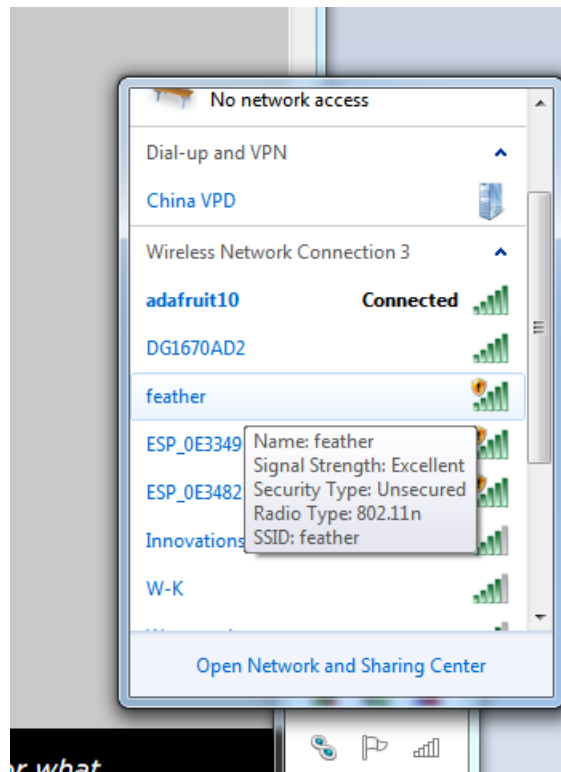 No network access
Dial-up and VPN
China VPD
Wireless Network Connection 3
adafruit10 Connected
DG1670AD2
feather
ESP_0E3349
ESP_0E3482
Innovations
W-K
Name: feather
Signal Strength: Excellent
Security Type: Unsecured
Radio Type: 802.11n
SSID: feather
Open Network and Sharing Center
what